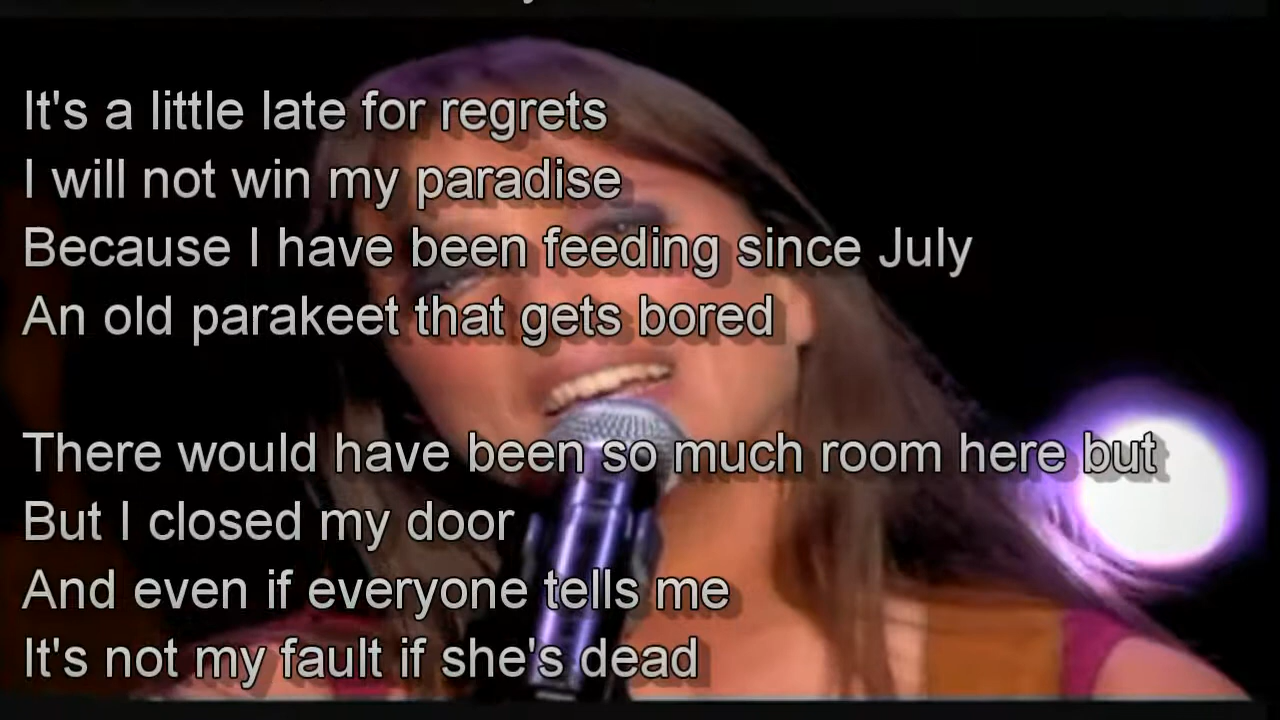 It's a little late for regrets
I will not win my paradise
Because I have been feeding since July
An old parakeet that gets bored
There would have been so much room here but
But I closed my door
And even if everyone tells me
It's not my fault if she's dead